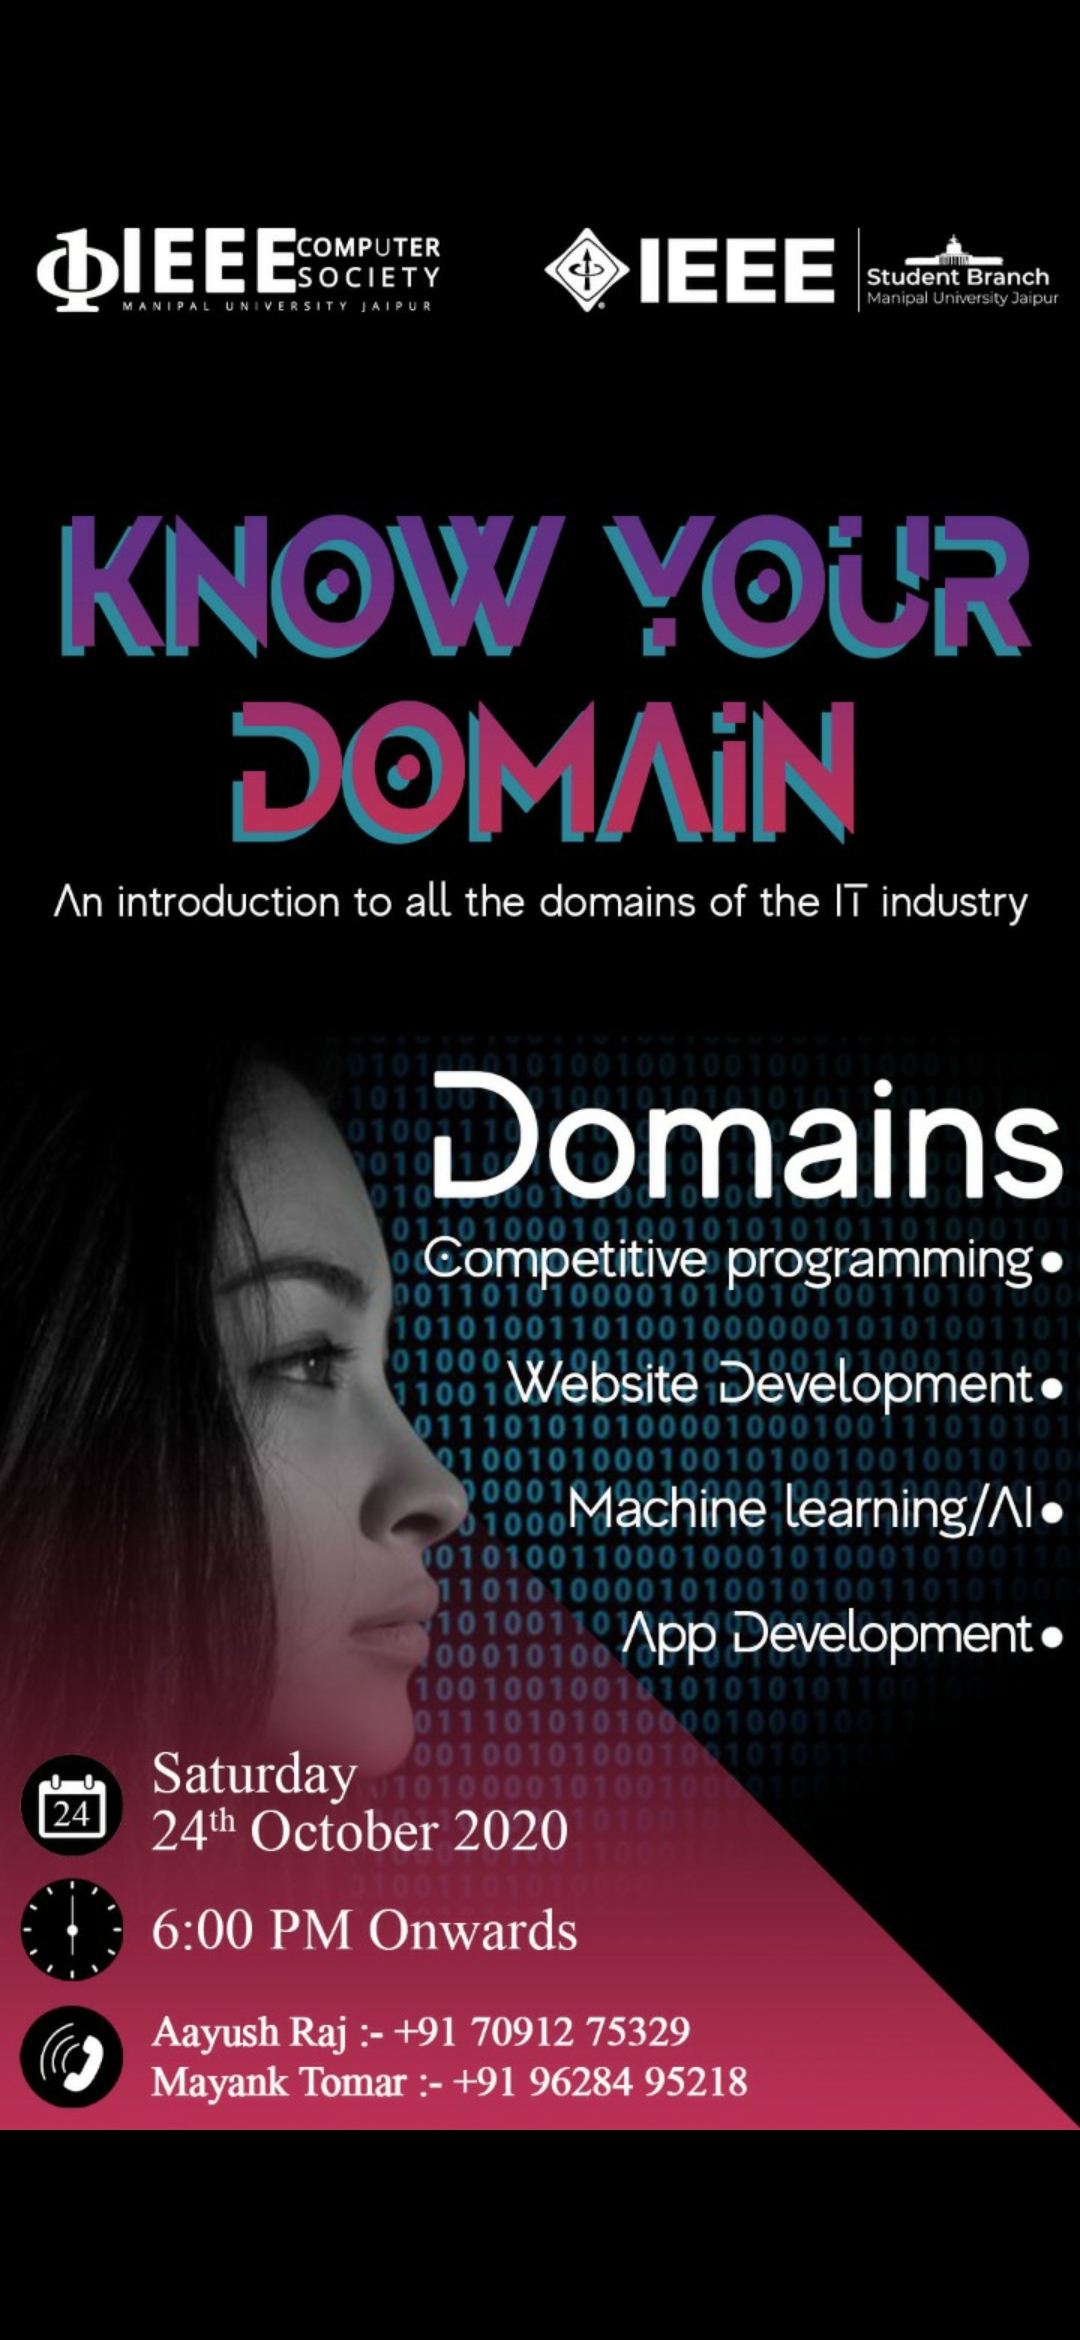 IEEE COMPUTER
SOCIETY
MANIPAL UNIVERSITY JAIPUR
IEEE
Student Branch
Manipal University Jaipur
KNOW YOUR
DOMAIN
An introduction to all the domains of the IT industry
Domains
Competitive programming•
Website Development•
Machine learning/AI•
App Development•
24
Saturday
24th October 2020
6:00 PM Onwards
Aayush Raj :- +91 70912 75329
Mayank Tomar :- +91 96284 95218